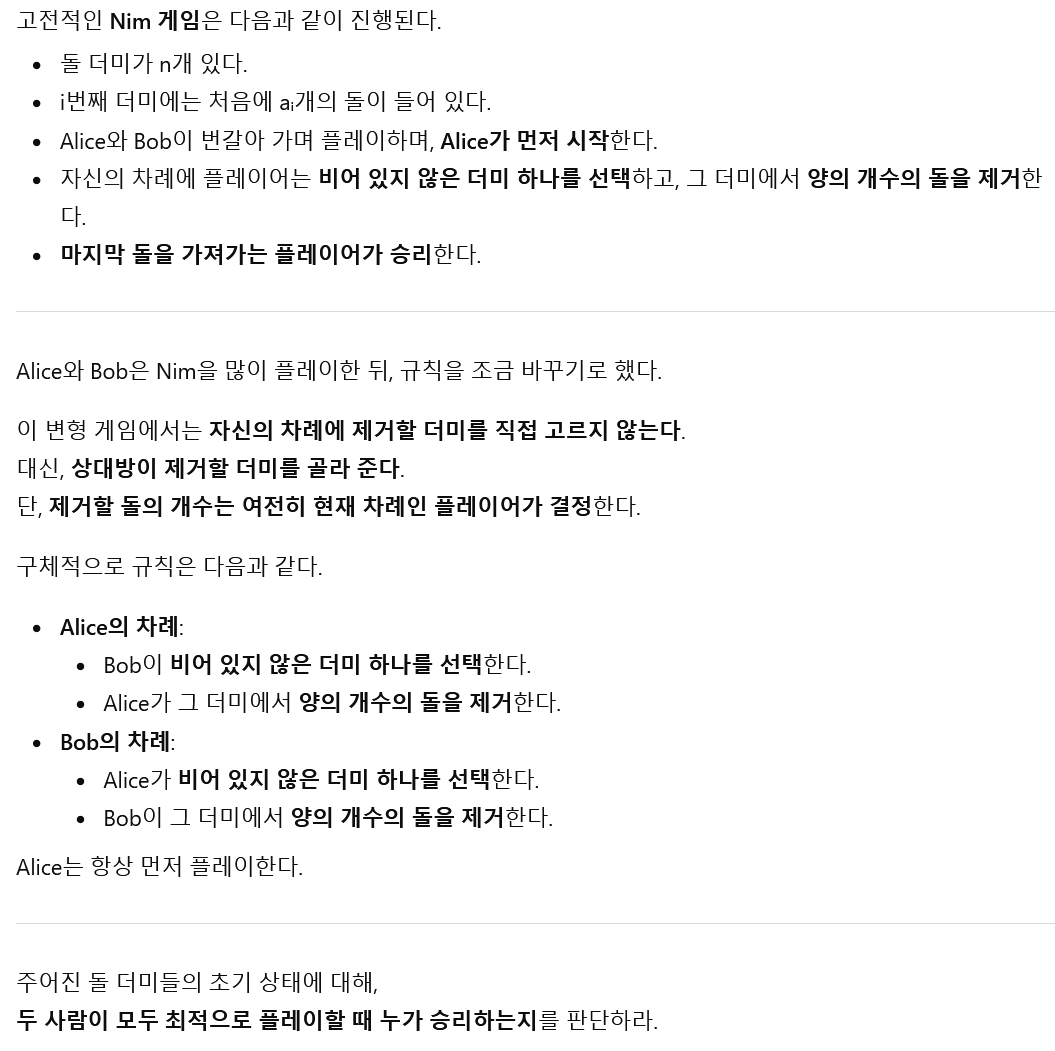 고전적인 Nim 게임은 다음과 같이 진행된다.
• 돌 더미가 n개 있다.
• i번째 더미에는 처음에 aᵢ개의 돌이 들어 있다.
• Alice와 Bob이 번갈아 가며 플레이하며, Alice가 먼저 시작한다.
• 자신의 차례에 플레이어는 비어 있지 않은 더미 하나를 선택하고, 그 더미에서 양의 개수의 돌을 제거한
다.
• 마지막 돌을 가져가는 플레이어가 승리한다.
Alice와 Bob은 Nim을 많이 플레이한 뒤, 규칙을 조금 바꾸기로 했다.
이 변형 게임에서는 자신의 차례에 제거할 더미를 직접 고르지 않는다.
대신, 상대방이 제거할 더미를 골라 준다.
단, 제거할 돌의 개수는 여전히 현재 차례인 플레이어가 결정한다.
구체적으로 규칙은 다음과 같다.
• Alice의 차례:
• Bob이 비어 있지 않은 더미 하나를 선택한다.
• Alice가 그 더미에서 양의 개수의 돌을 제거한다.
• Bob의 차례:
• Alice가 비어 있지 않은 더미 하나를 선택한다.
• Bob이 그 더미에서 양의 개수의 돌을 제거한다.
Alice는 항상 먼저 플레이한다.
주어진 돌 더미들의 초기 상태에 대해,
두 사람이 모두 최적으로 플레이할 때 누가 승리하는지를 판단하라.